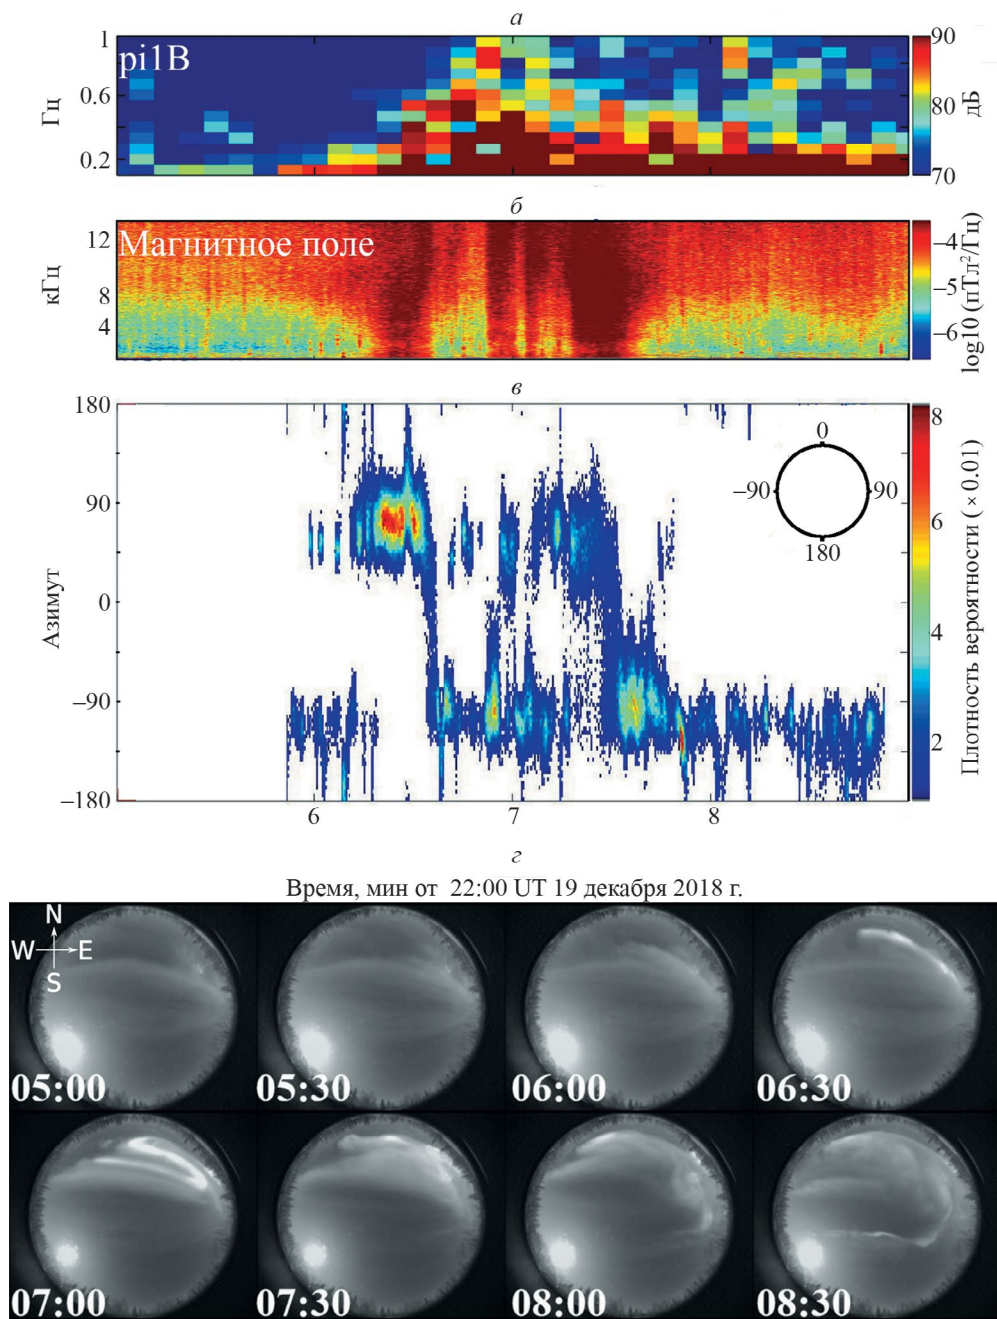 а
pi1B
1
0.6
0.2
Гц
90
80
70
дБ
б
Магнитное поле
12
8
4
кГц
–4
–5
–6
log10 (пТл²/Гц)
в
180
90
0
–90
–180
Азимут
0
–90
90
180
8
6
4
2
Плотность вероятности ( × 0.01)
6
7
8
г
Время, мин от 22:00 UT 19 декабря 2018 г.
N
W E
S
05:00
05:30
06:00
06:30
07:00
07:30
08:00
08:30